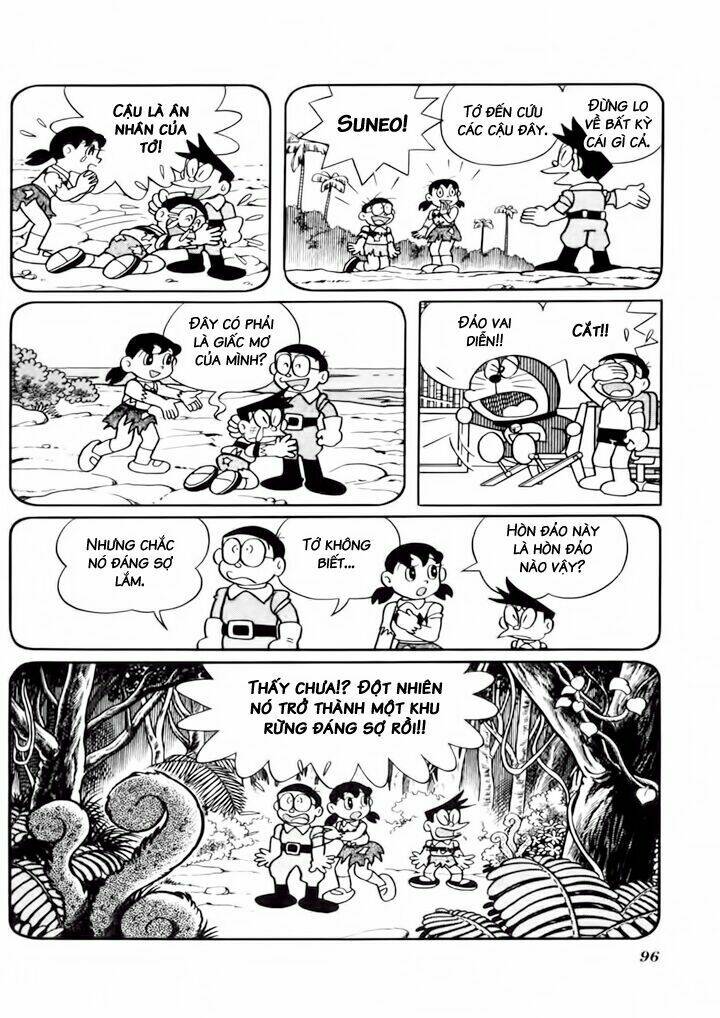 ĐỪNG LO
VỀ BẤT KỲ
CÁI GÌ CẢ.
TỚ ĐẾN CỨU
CÁC CẬU ĐÂY.
SUNEO!
CẬU LÀ ÂN
NHÂN CỦA
TỚ!
CẮT!!
ĐẢO VAI
DIỄN!!
ĐÂY CÓ PHẢI
LÀ GIẤC MƠ
CỦA MÌNH?
HÒN ĐẢO NÀY
LÀ HÒN ĐẢO
NÀO VẬY?
TỚ KHÔNG
BIẾT...
NHƯNG CHẮC
NÓ ĐÁNG SỢ
LẮM.
THẤY CHƯA!? ĐỘT NHIÊN
NÓ TRỞ THÀNH MỘT KHU
RỪNG ĐÁNG SỢ RỒI!!
96